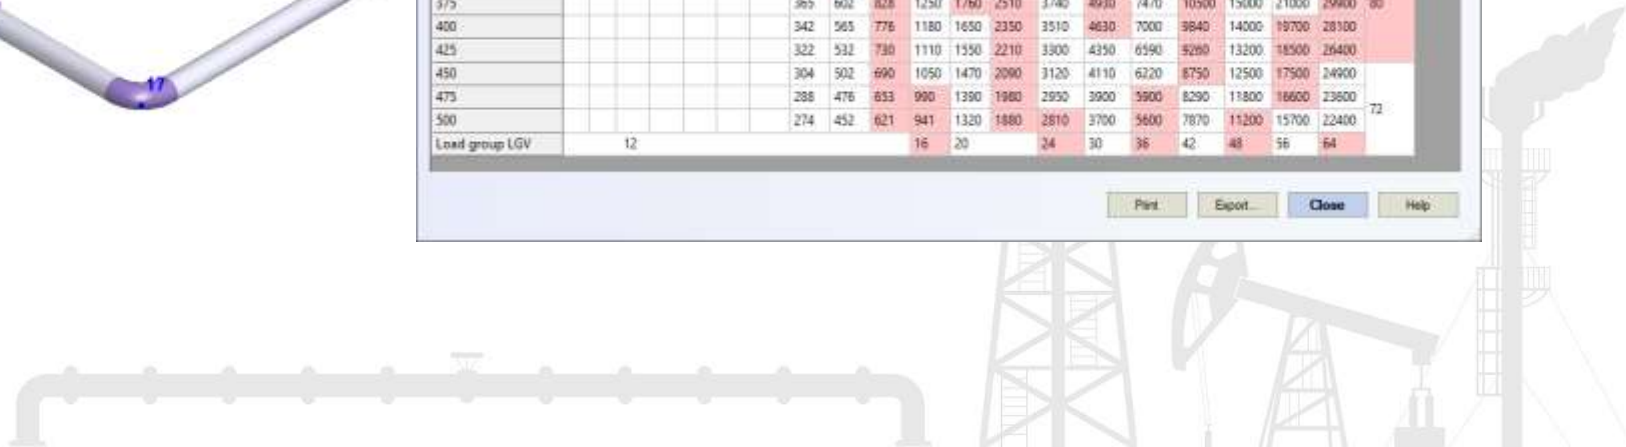 375 365 602 828 1250 1760 2510 3740 4930 7470 10500 15000 21000 29900 80
400 342 565 776 1180 1650 2350 3510 4630 7000 9840 14000 19700 28100
425 322 532 730 1110 1550 2210 3300 4350 6590 9260 13200 18500 26400
17
450 304 502 690 1050 1470 2090 3120 4110 6220 8750 12500 17500 24900
475 288 476 653 990 1390 1980 2950 3900 5900 8290 11800 16600 23600
72
500 274 452 621 941 1320 1880 2810 3700 5600 7870 11200 15700 22400
Load group LGV 12 16 20 24 30 36 42 48 56 64
Print Export... Close Help